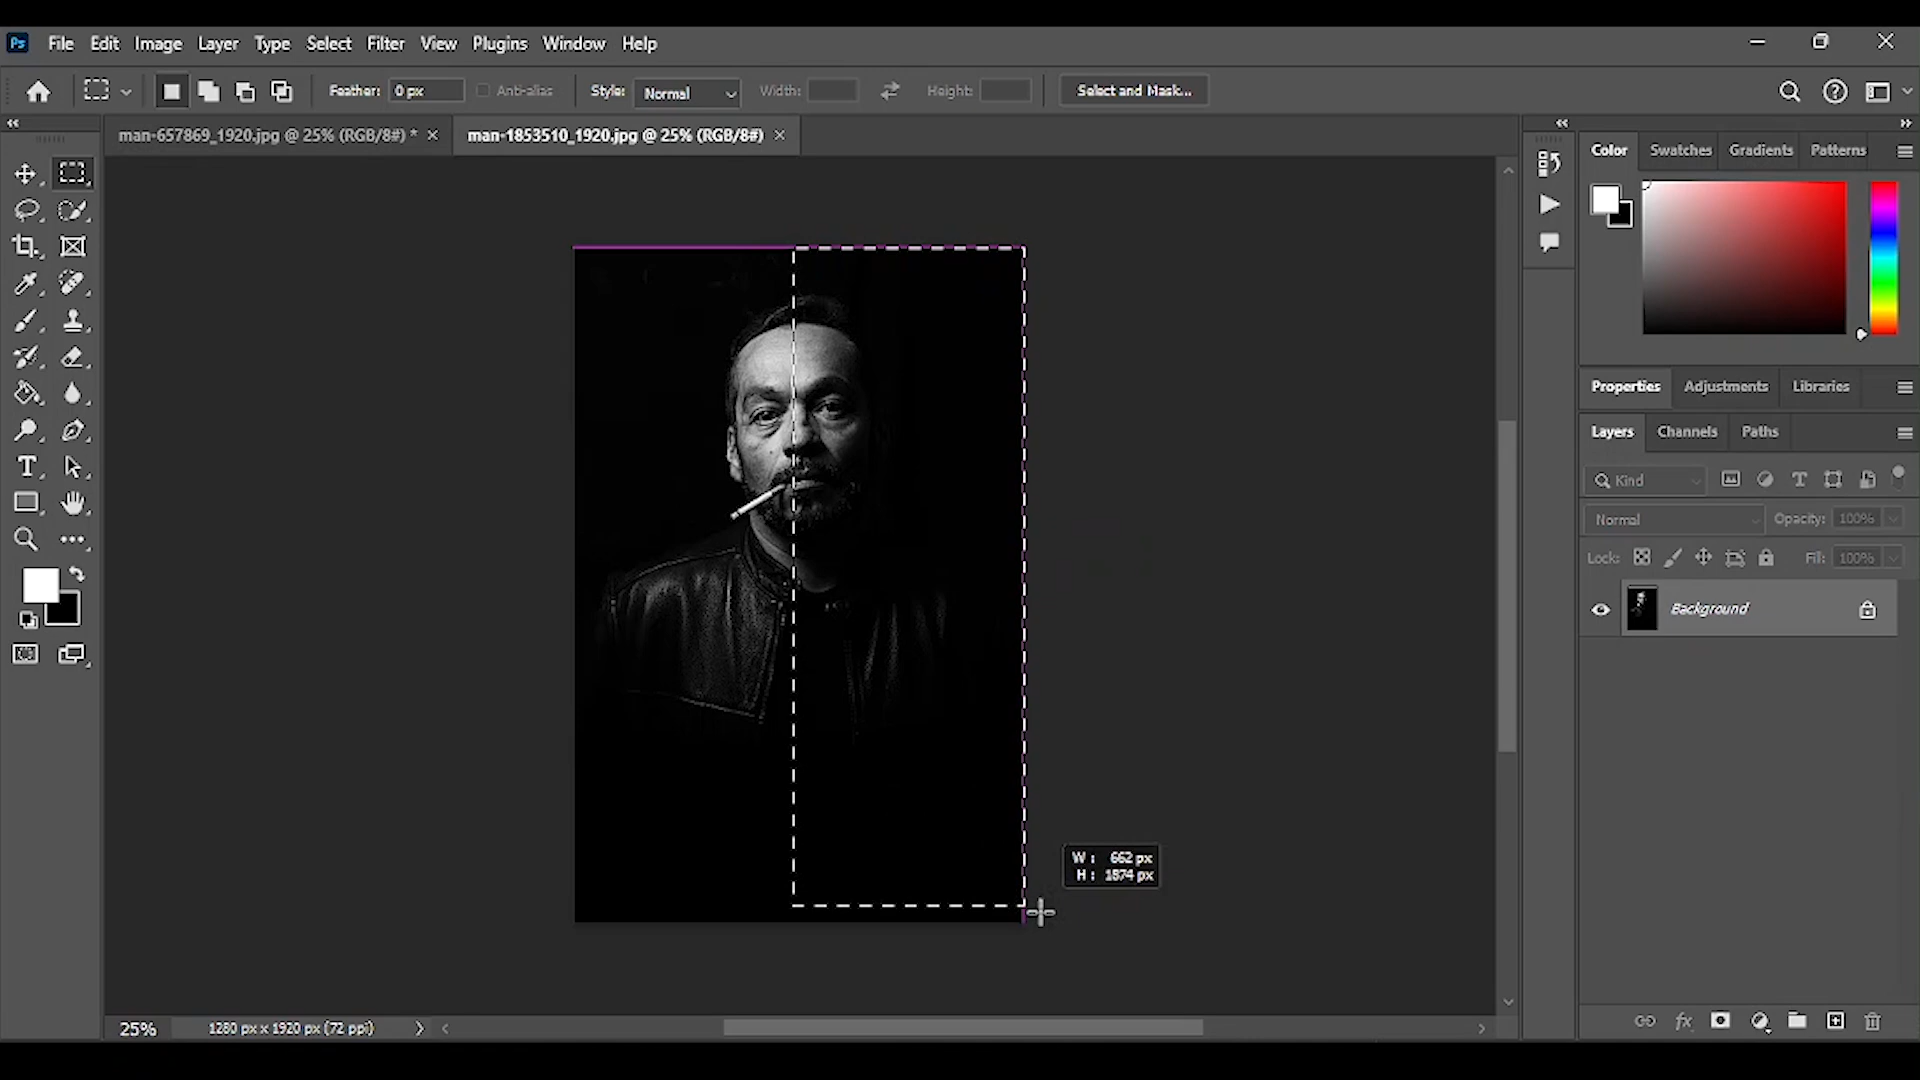 Ps File Edit Image Layer Type Select Filter View Plugins Window Help
Feather: 0 px Anti-alias Style: Normal Width: Height: Select and Mask...
man-657869_1920.jpg @ 25% (RGB/8#) * man-1853510_1920.jpg @ 25% (RGB/8#)
Color Swatches Gradients Patterns
Properties Adjustments Libraries
Layers Channels Paths
Kind
Normal Opacity: 100%
Lock: Fill: 100%
Background
W : 662 px
H : 1874 px
25% 1280 px x 1920 px (72 ppi)